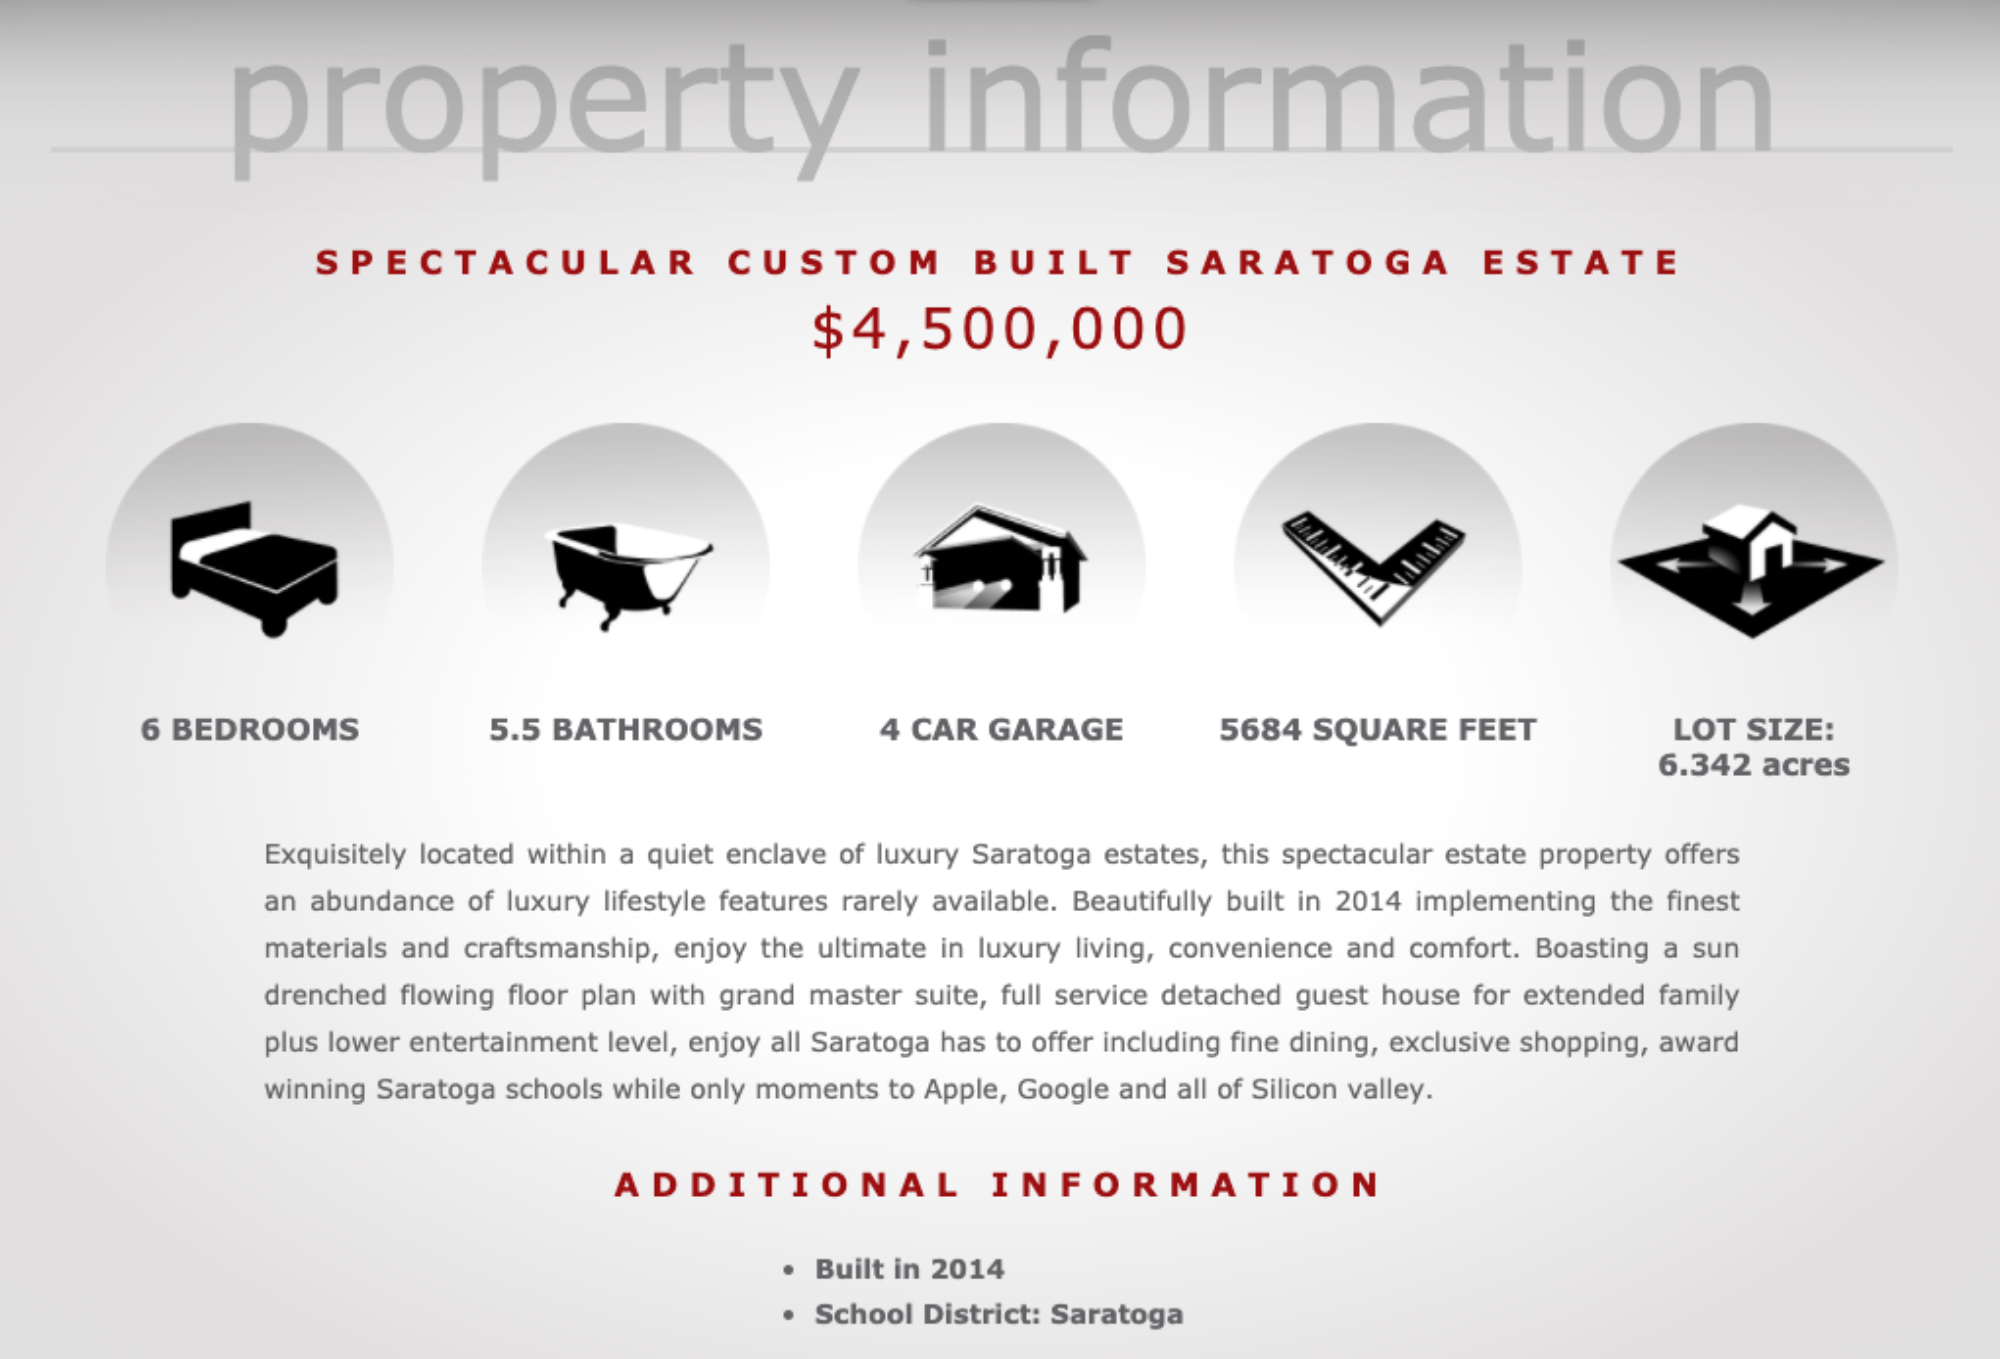 property information
SPECTACULAR CUSTOM BUILT SARATOGA ESTATE
$4,500,000
6 BEDROOMS
5.5 BATHROOMS
4 CAR GARAGE
5684 SQUARE FEET
LOT SIZE:
6.342 acres
Exquisitely located within a quiet enclave of luxury Saratoga estates, this spectacular estate property offers
an abundance of luxury lifestyle features rarely available. Beautifully built in 2014 implementing the finest
materials and craftsmanship, enjoy the ultimate in luxury living, convenience and comfort. Boasting a sun
drenched flowing floor plan with grand master suite, full service detached guest house for extended family
plus lower entertainment level, enjoy all Saratoga has to offer including fine dining, exclusive shopping, award
winning Saratoga schools while only moments to Apple, Google and all of Silicon valley.
ADDITIONAL INFORMATION
• Built in 2014
• School District: Saratoga